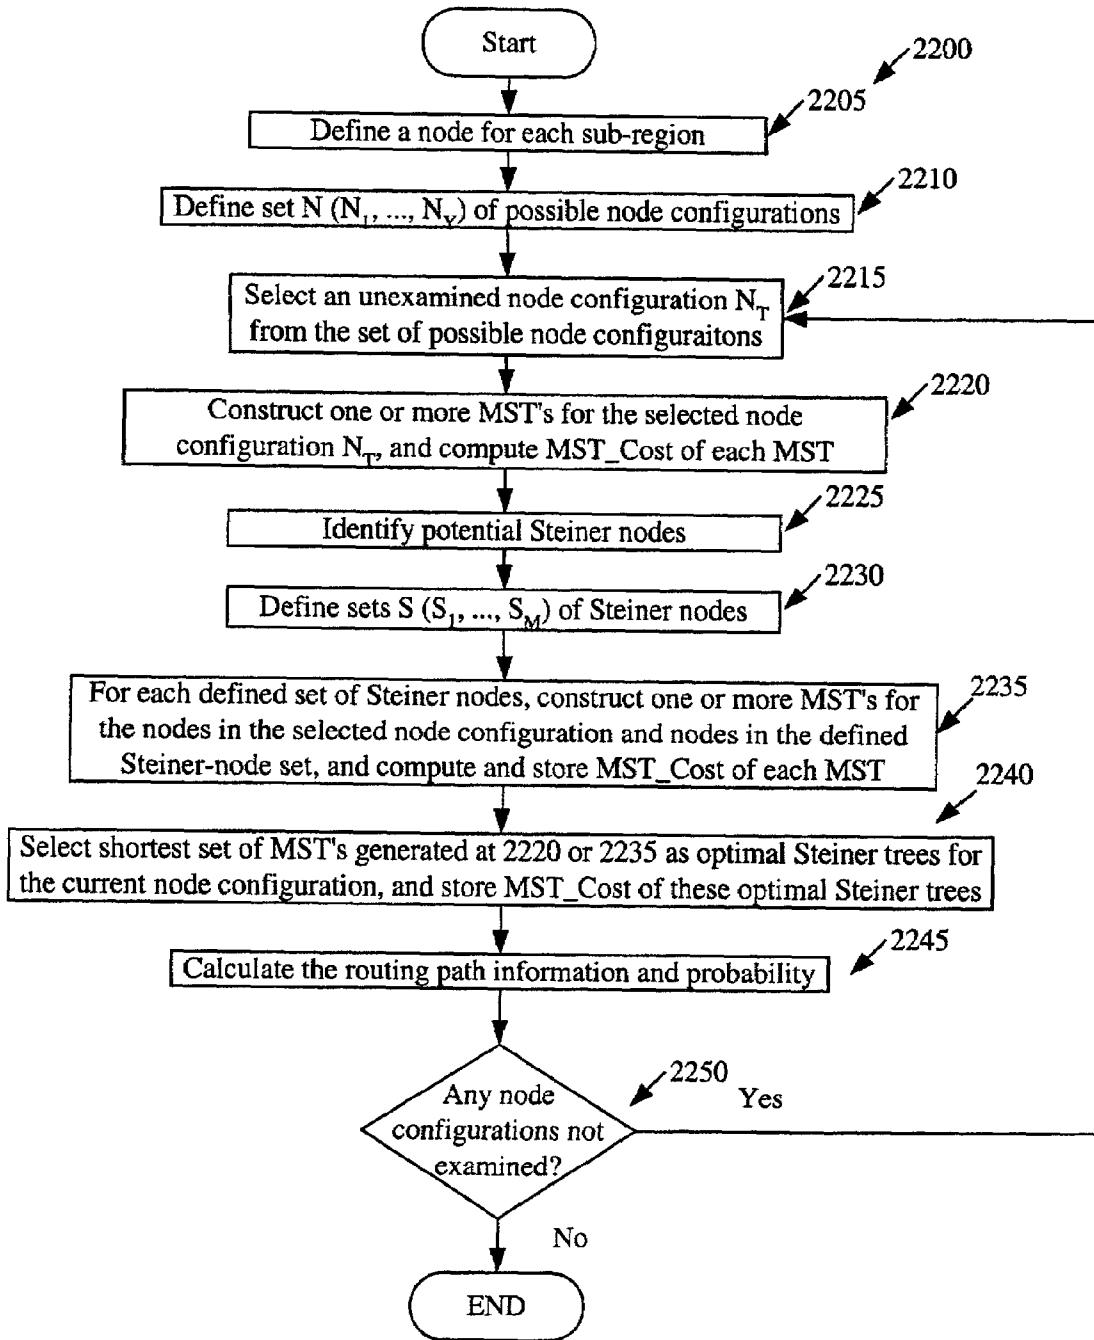 Start
2200
2205
Define a node for each sub-region
2210
Define set N (N1, ..., NY) of possible node configurations
2215
Select an unexamined node configuration NT
from the set of possible node configuraitons
2220
Construct one or more MST's for the selected node
configuration NT, and compute MST_Cost of each MST
2225
Identify potential Steiner nodes
2230
Define sets S (S1, ..., SM) of Steiner nodes
2235
For each defined set of Steiner nodes, construct one or more MST's for
the nodes in the selected node configuration and nodes in the defined
Steiner-node set, and compute and store MST_Cost of each MST
2240
Select shortest set of MST's generated at 2220 or 2235 as optimal Steiner trees for
the current node configuration, and store MST_Cost of these optimal Steiner trees
2245
Calculate the routing path information and probability
2250
Any node
configurations not
examined?
Yes
No
END